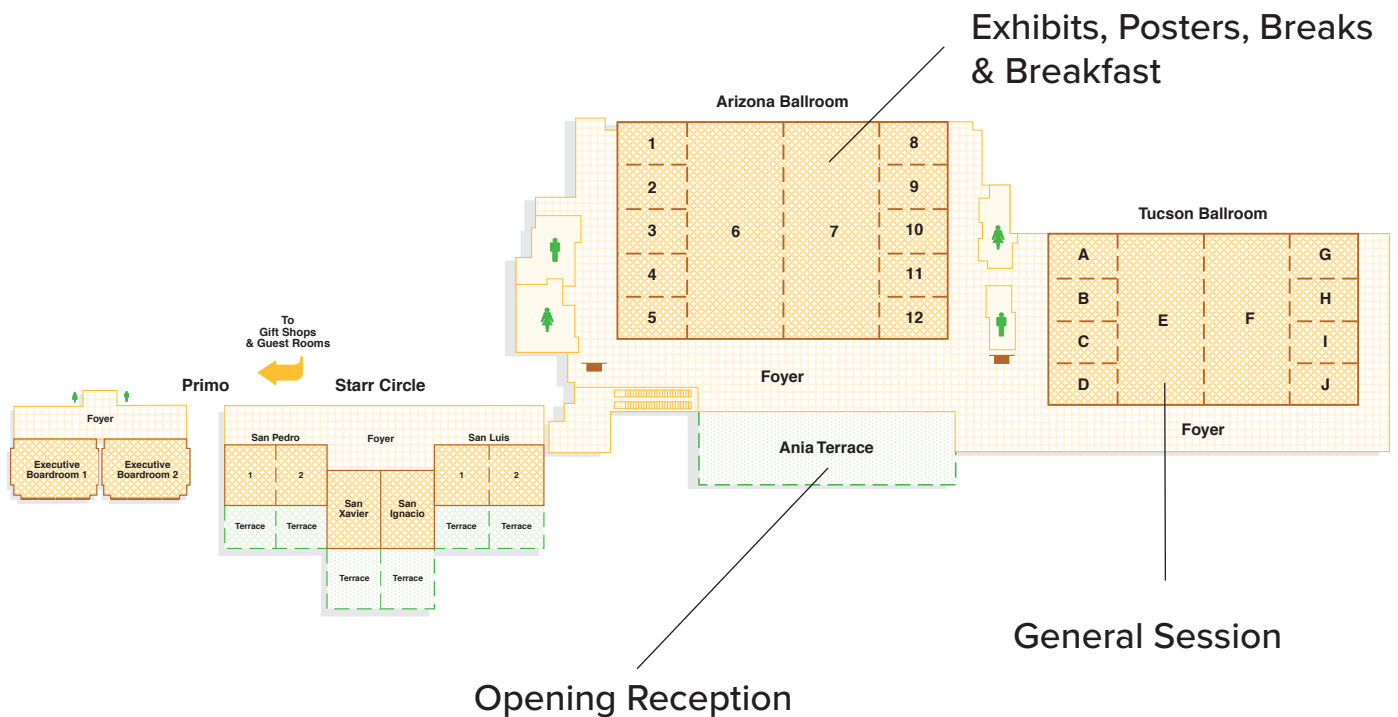 Exhibits, Posters, Breaks
& Breakfast
Arizona Ballroom
1
8
2
9
3
6
7
10
4
11
5
12
Tucson Ballroom
A
G
B
H
E
F
C
I
D
J
Foyer
Foyer
Ania Terrace
To
Gift Shops
& Guest Rooms
Primo
Starr Circle
Foyer
Executive
Boardroom 1
Executive
Boardroom 2
San Pedro
Foyer
San Luis
1
2
1
2
San
Xavier
San
Ignacio
Terrace
Terrace
Terrace
Terrace
Terrace
Terrace
General Session
Opening Reception